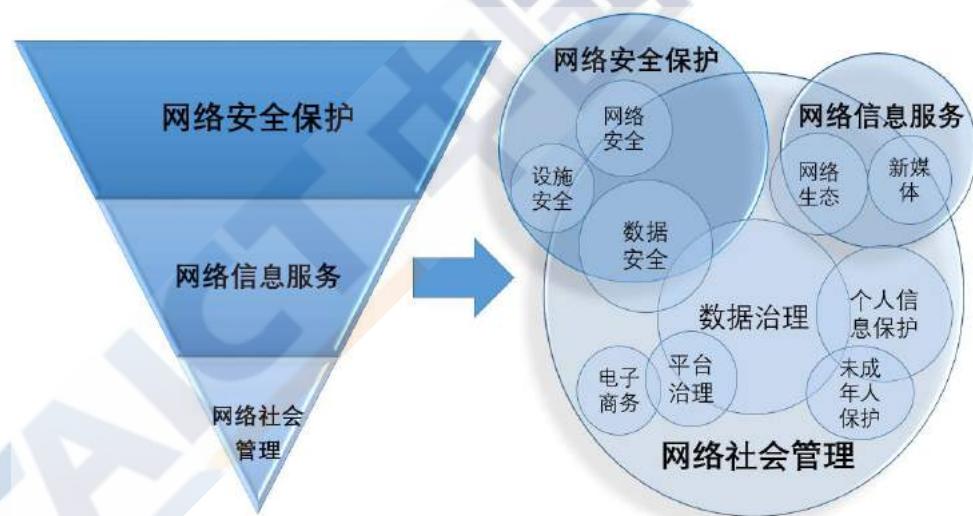 网络安全保护
网络信息服务
网络社会
管理
网络安全保护
网络
安全
设施
安全
数据
安全
网络信息服务
网络
生态
新媒
体
数据治理
个人信
息保护
电子
商务
平台
治理
未成
年人
保护
网络社会管理